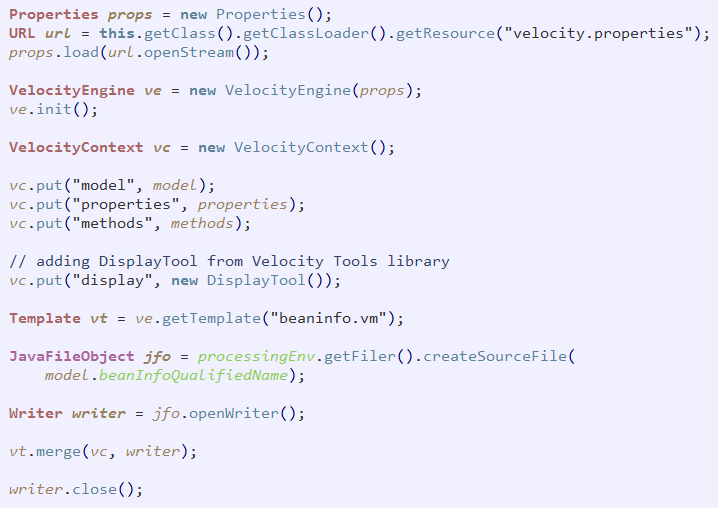 Properties props = new Properties();
URL url = this.getClass().getClassLoader().getResource("velocity.properties");
props.load(url.openStream());

VelocityEngine ve = new VelocityEngine(props);
ve.init();

VelocityContext vc = new VelocityContext();

vc.put("model", model);
vc.put("properties", properties);
vc.put("methods", methods);

// adding DisplayTool from Velocity Tools library
vc.put("display", new DisplayTool());

Template vt = ve.getTemplate("beaninfo.vm");

JavaFileObject jfo = processingEnv.getFiler().createSourceFile(
    model.beanInfoQualifiedName);

Writer writer = jfo.openWriter();

vt.merge(vc, writer);

writer.close();